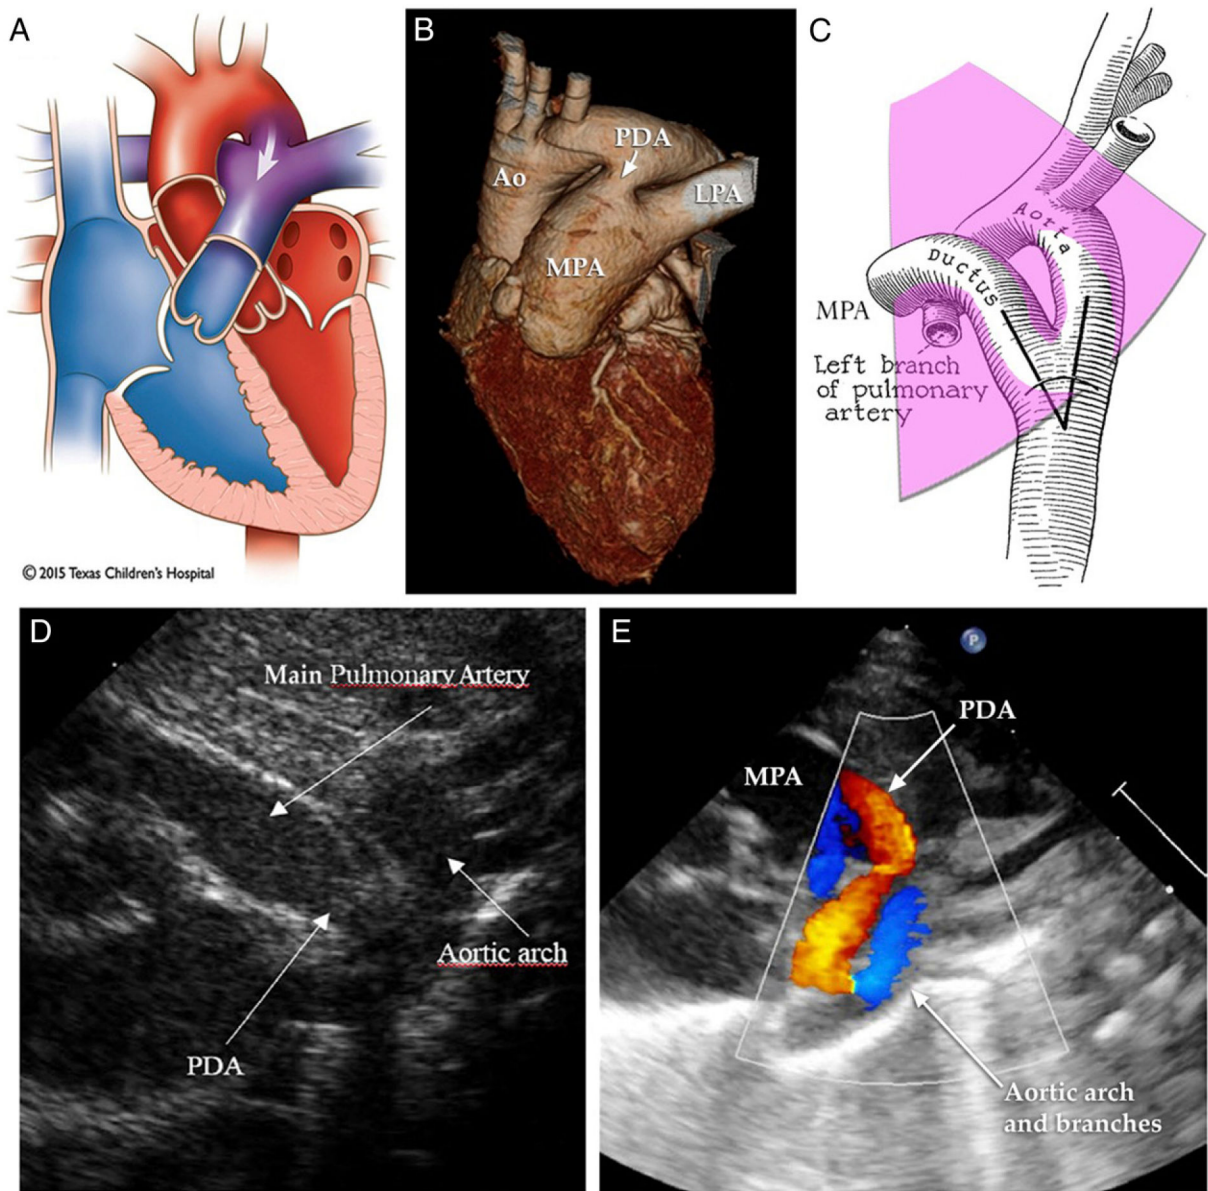 A
© 2015 Texas Children's Hospital
B
PDA
Ao
LPA
MPA
C
Aorta
Ductus
MPA
Left branch
of pulmonary
artery
D
Main Pulmonary Artery
Aortic arch
PDA
E
P
PDA
MPA
Aortic arch
and branches